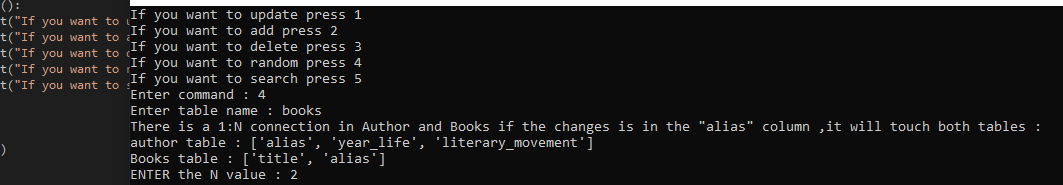 ():
t("If you want to u
t("If you want to a
t("If you want to d
t("If you want to r
t("If you want to s
)
If you want to update press 1
If you want to add press 2
If you want to delete press 3
If you want to random press 4
If you want to search press 5
Enter command : 4
Enter table name : books
There is a 1:N connection in Author and Books if the changes is in the "alias" column ,it will touch both tables :
author table : ['alias', 'year_life', 'literary_movement']
Books table : ['title', 'alias']
ENTER the N value : 2